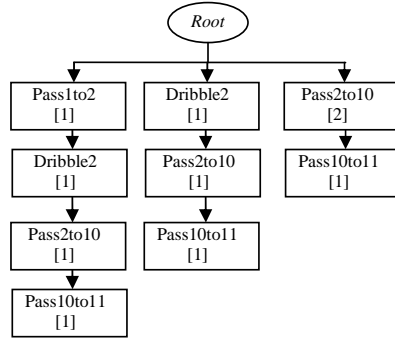 Root
Pass1to2
[1]
Dribble2
[1]
Pass2to10
[2]
Dribble2
[1]
Pass2to10
[1]
Pass10to11
[1]
Pass2to10
[1]
Pass10to11
[1]
Pass10to11
[1]